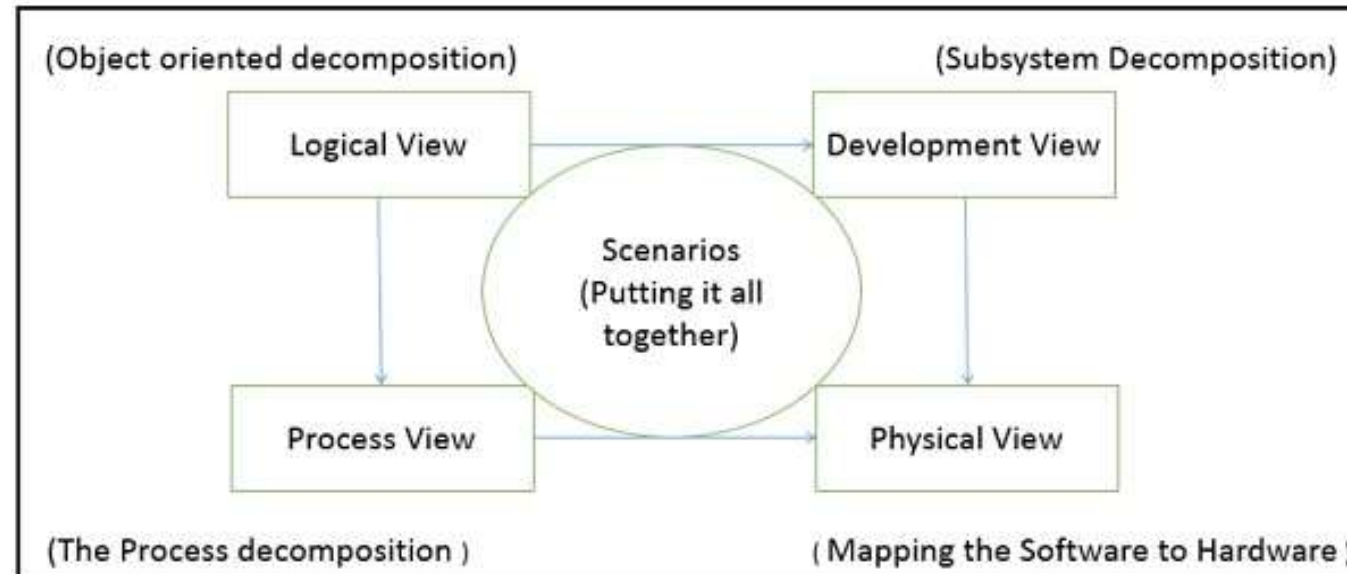 (Object oriented decomposition)
(Subsystem Decomposition)
Logical View
Development View
Scenarios
(Putting it all
together)
Process View
Physical View
(The Process decomposition )
( Mapping the Software to Hardware )